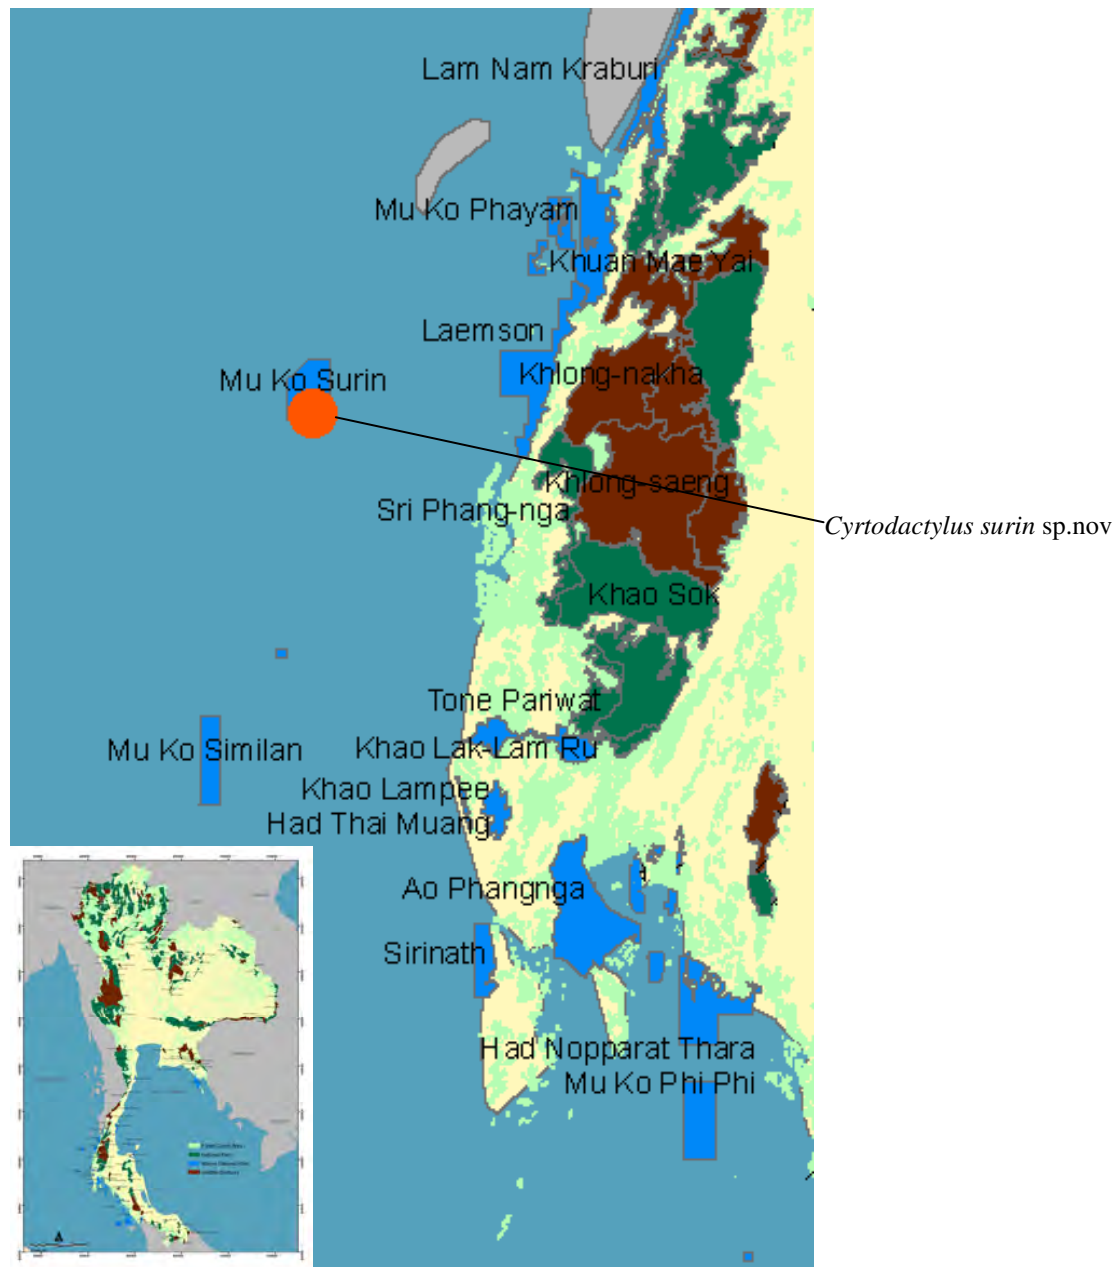 Lam Nam Kraburi
Mu Ko Phayam
Khuan Mae Yai
Laemson
Mu Ko Surin
Khlong-nakha
Khlong-saeng
Sri Phang-nga
Cyrtodactylus surin sp.nov
Khao Sok
Tone Pariwat
Mu Ko Similan
Khao Lak-Lam Ru
Khao Lampee
Had Thai Muang
Ao Phangnga
Sirinath
Had Nopparat Thara
Mu Ko Phi Phi